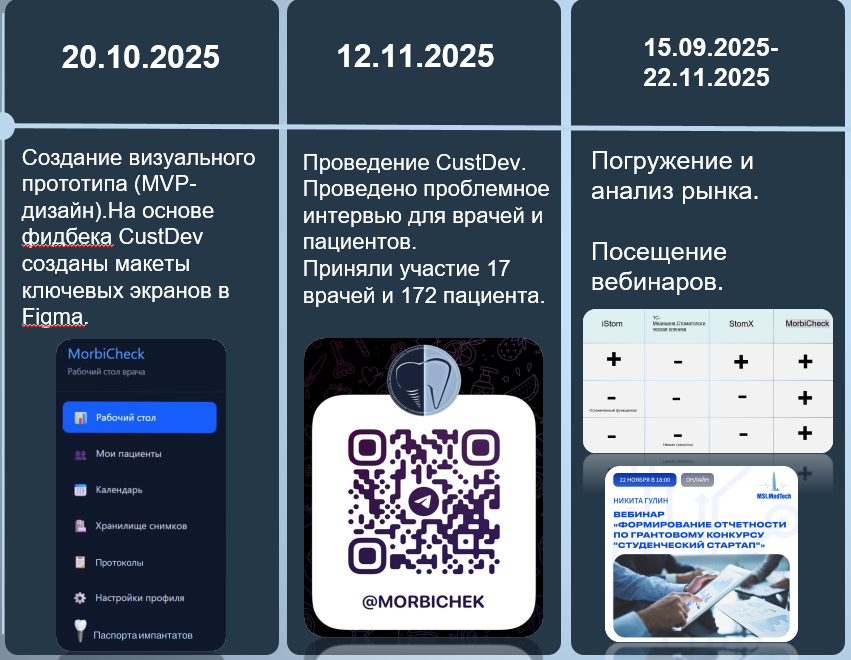 20.10.2025
Создание визуального
прототипа (MVP-
дизайн).На основе
фидбека CustDev
созданы макеты
ключевых экранов в
Figma.
MorbiCheck
Рабочий стол врача
Рабочий стол
Мои пациенты
Календарь
Хранилище снимков
Протоколы
Настройки профиля
Паспорта имплантатов
12.11.2025
Проведение CustDev.
Проведено проблемное
интервью для врачей и
пациентов.
Приняли участие 17
врачей и 172 пациента.
@MORBICHEK
15.09.2025-
22.11.2025
Погружение и
анализ рынка.
Посещение
вебинаров.
iStom
1С-
Медицина.Стоматологи
ческая клиника
StomX
MorbiCheck
+ - + +
- - - +
Ограниченный функционал
- - - +
22 НОЯБРЯ В 18:00
ОНЛАЙН
MSI.MedTech
НИКИТА ГУЛИН
ВЕБИНАР
«ФОРМИРОВАНИЕ ОТЧЕТНОСТИ
ПО ГРАНТОВОМУ КОНКУРСУ
"СТУДЕНЧЕСКИЙ СТАРТАП"»